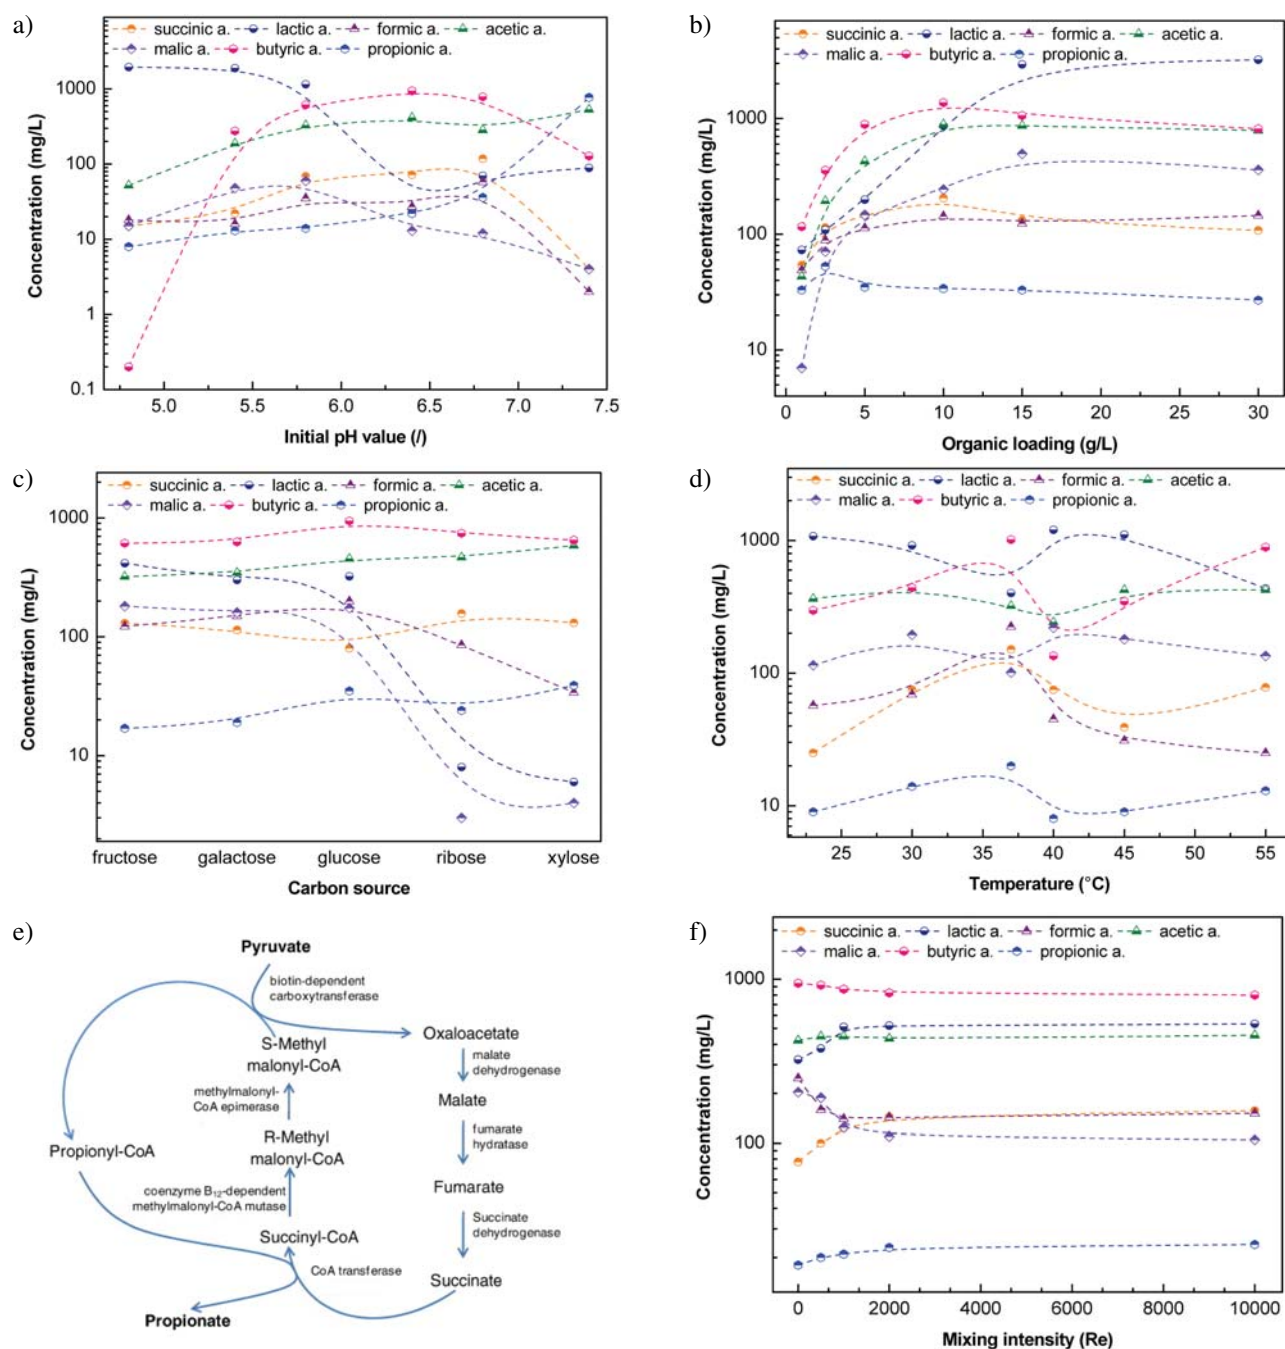 a)
succinic a. lactic a. formic a. acetic a.
malic a. butyric a. propionic a.
Concentration (mg/L)
1000
100
10
1
0.1
5.0 5.5 6.0 6.5 7.0 7.5
Initial pH value (/)
b)
succinic a. lactic a. formic a. acetic a.
malic a. butyric a. propionic a.
Concentration (mg/L)
1000
100
10
0 5 10 15 20 25 30
Organic loading (g/L)
c)
succinic a. lactic a. formic a. acetic a.
malic a. butyric a. propionic a.
Concentration (mg/L)
1000
100
10
fructose galactose glucose ribose xylose
Carbon source
d)
succinic a. lactic a. formic a. acetic a.
malic a. butyric a. propionic a.
Concentration (mg/L)
1000
100
10
25 30 35 40 45 55
Temperature (°C)
e)
Pyruvate
biotin-dependent
carboxytransferase
Oxaloacetate
S-Methyl
malonyl-CoA
malate
dehydrogenase
methylmalonyl-
CoA epimerase
Malate
fumarate
hydratase
Propionyl-CoA
R-Methyl
malonyl-CoA
coenzyme B12-dependent
methylmalonyl-CoA mutase
Fumarate
Succinate
dehydrogenase
Succinyl-CoA
CoA transferase
Succinate
Propionate
f)
succinic a. lactic a. formic a. acetic a.
malic a. butyric a. propionic a.
Concentration (mg/L)
1000
100
0 2000 4000 6000 8000 10000
Mixing intensity (Re)